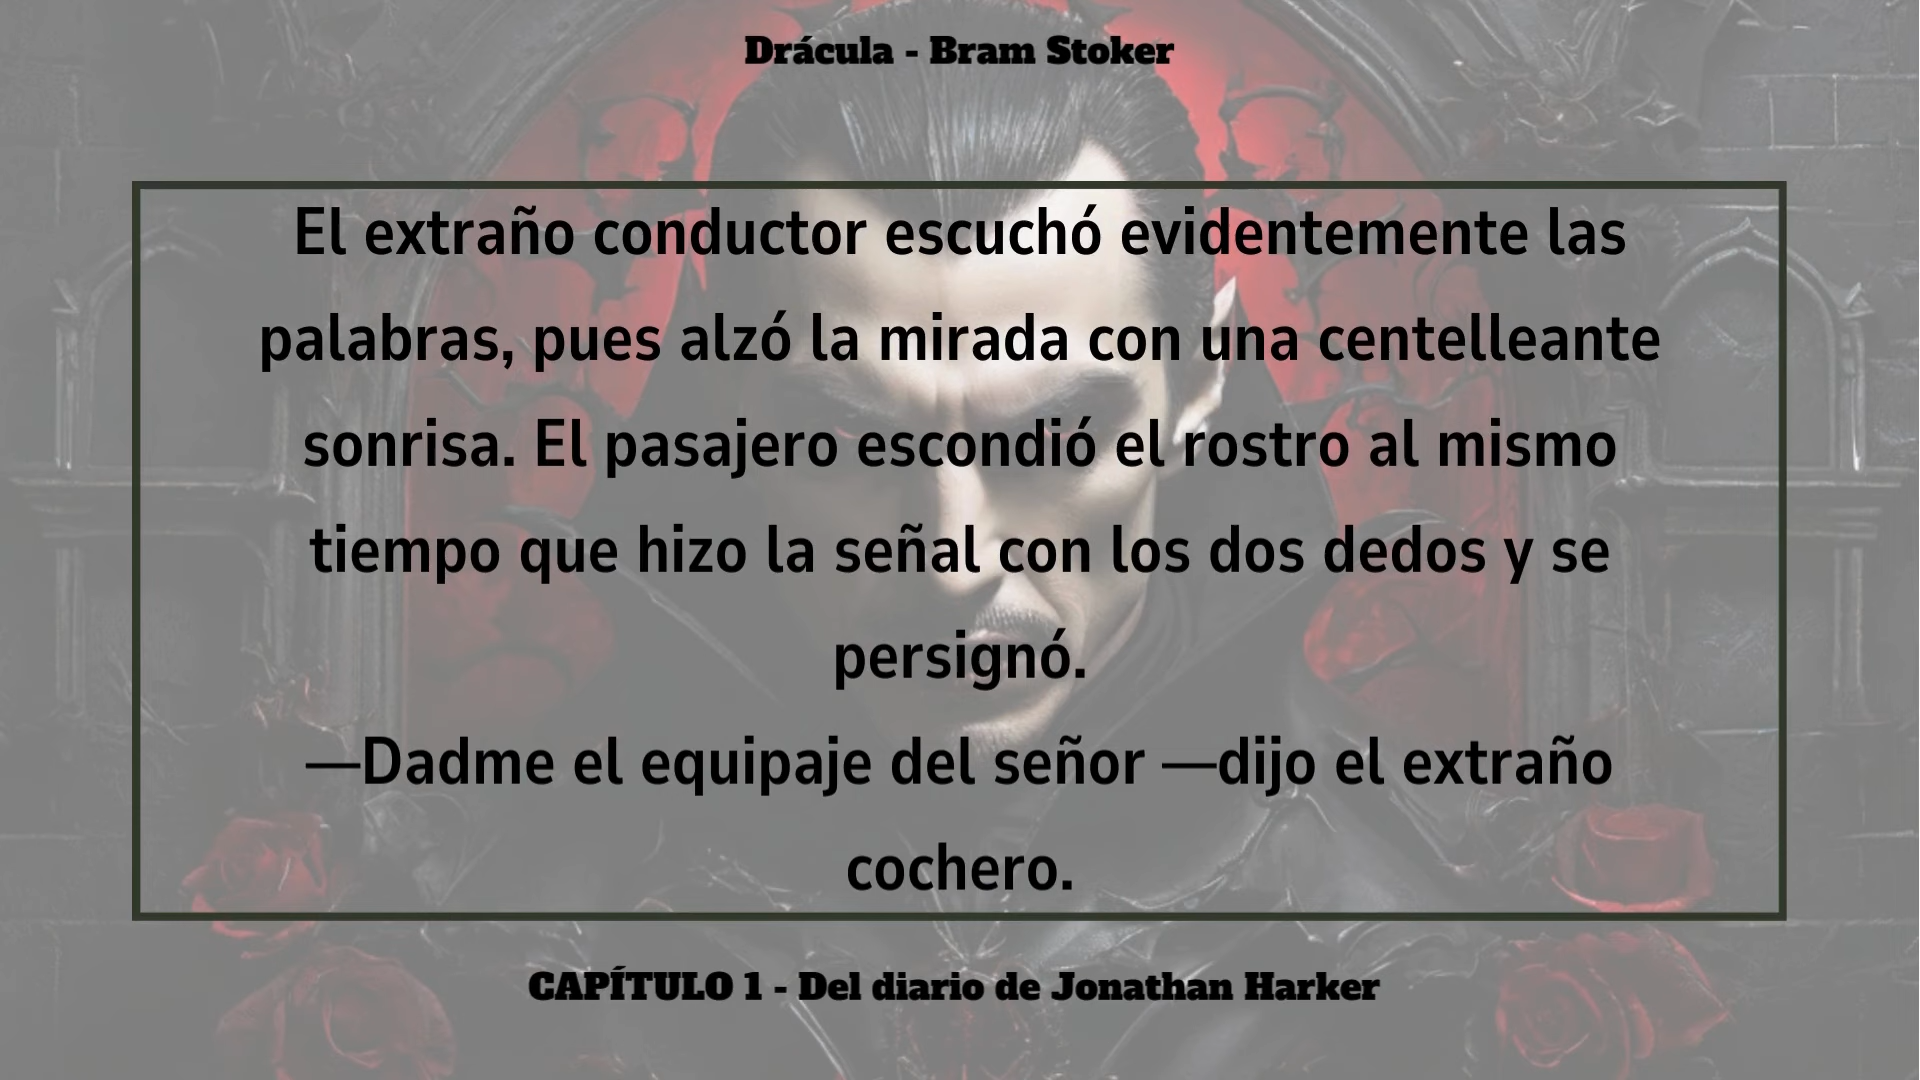 Drácula - Bram Stoker
El extraño conductor escuchó evidentemente las
palabras, pues alzó la mirada con una centelleante
sonrisa. El pasajero escondió el rostro al mismo
tiempo que hizo la señal con los dos dedos y se
persignó.
—Dadme el equipaje del señor —dijo el extraño
cochero.
CAPÍTULO 1 - Del diario de Jonathan Harker